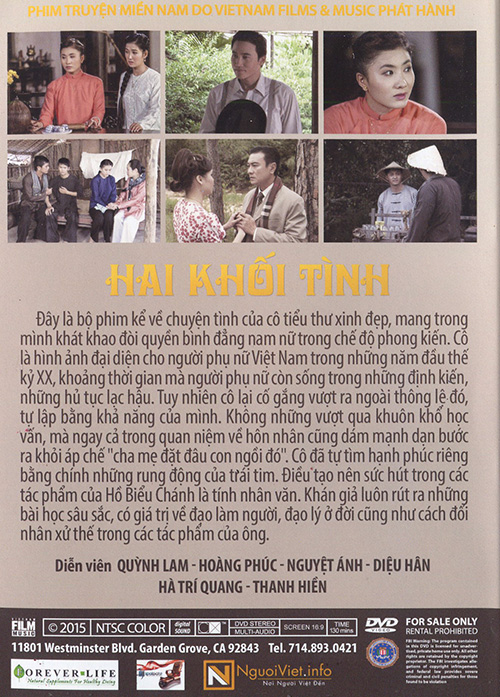 PHIM TRUYỆN MIỀN NAM DO VIETNAM FILMS & MUSIC PHÁT HÀNH
HAI KHỐI TÌNH
Đây là bộ phim kể về chuyện tình của cô tiểu thư xinh đẹp, mang trong
mình khát khao đòi quyền bình đẳng nam nữ trong chế độ phong kiến. Cô
là hình ảnh đại diện cho người phụ nữ Việt Nam trong những năm đầu thế
kỷ XX, khoảng thời gian mà người phụ nữ còn sống trong những định kiến,
những hủ tục lạc hậu. Tuy nhiên cô lại cố gắng vượt ra ngoài thông lệ đó,
tự lập bằng khả năng của mình. Không những vượt qua khuôn khổ học
vấn, mà ngay cả trong quan niệm về hôn nhân cũng dám mạnh dạn bước
ra khỏi áp chế "cha mẹ đặt đâu con ngồi đó". Cô đã tự tìm hạnh phúc riêng
bằng chính những rung động của trái tim. Điều tạo nên sức hút trong các
tác phẩm của Hồ Biểu Chánh là tính nhân văn. Khán giả luôn rút ra những
bài học sâu sắc, có giá trị về đạo làm người, đạo lý ở đời cũng như cách đối
nhân xử thế trong các tác phẩm của ông.
Diễn viên QUỲNH LAM - HOÀNG PHÚC - NGUYỆT ÁNH - DIỆU HÂN
HÀ TRÍ QUANG - THANH HIỀN
FILM MUSIC
© 2015 NTSC COLOR digital SOUND DVD STEREO MULTI-AUDIO SCREEN 16:9 TIME 130 mins DVD VIDEO FOR SALE ONLY
RENTAL PROHIBITED
11801 Westminster Blvd. Garden Grove, CA 92843 Tel. 714.893.0421
FBI Warning: The program contained
in this DVD is licensed for
FOREVER LIFE
Natural Supplements For Healthy Living
NguoiViet.info
Nơi Người Việt Đến